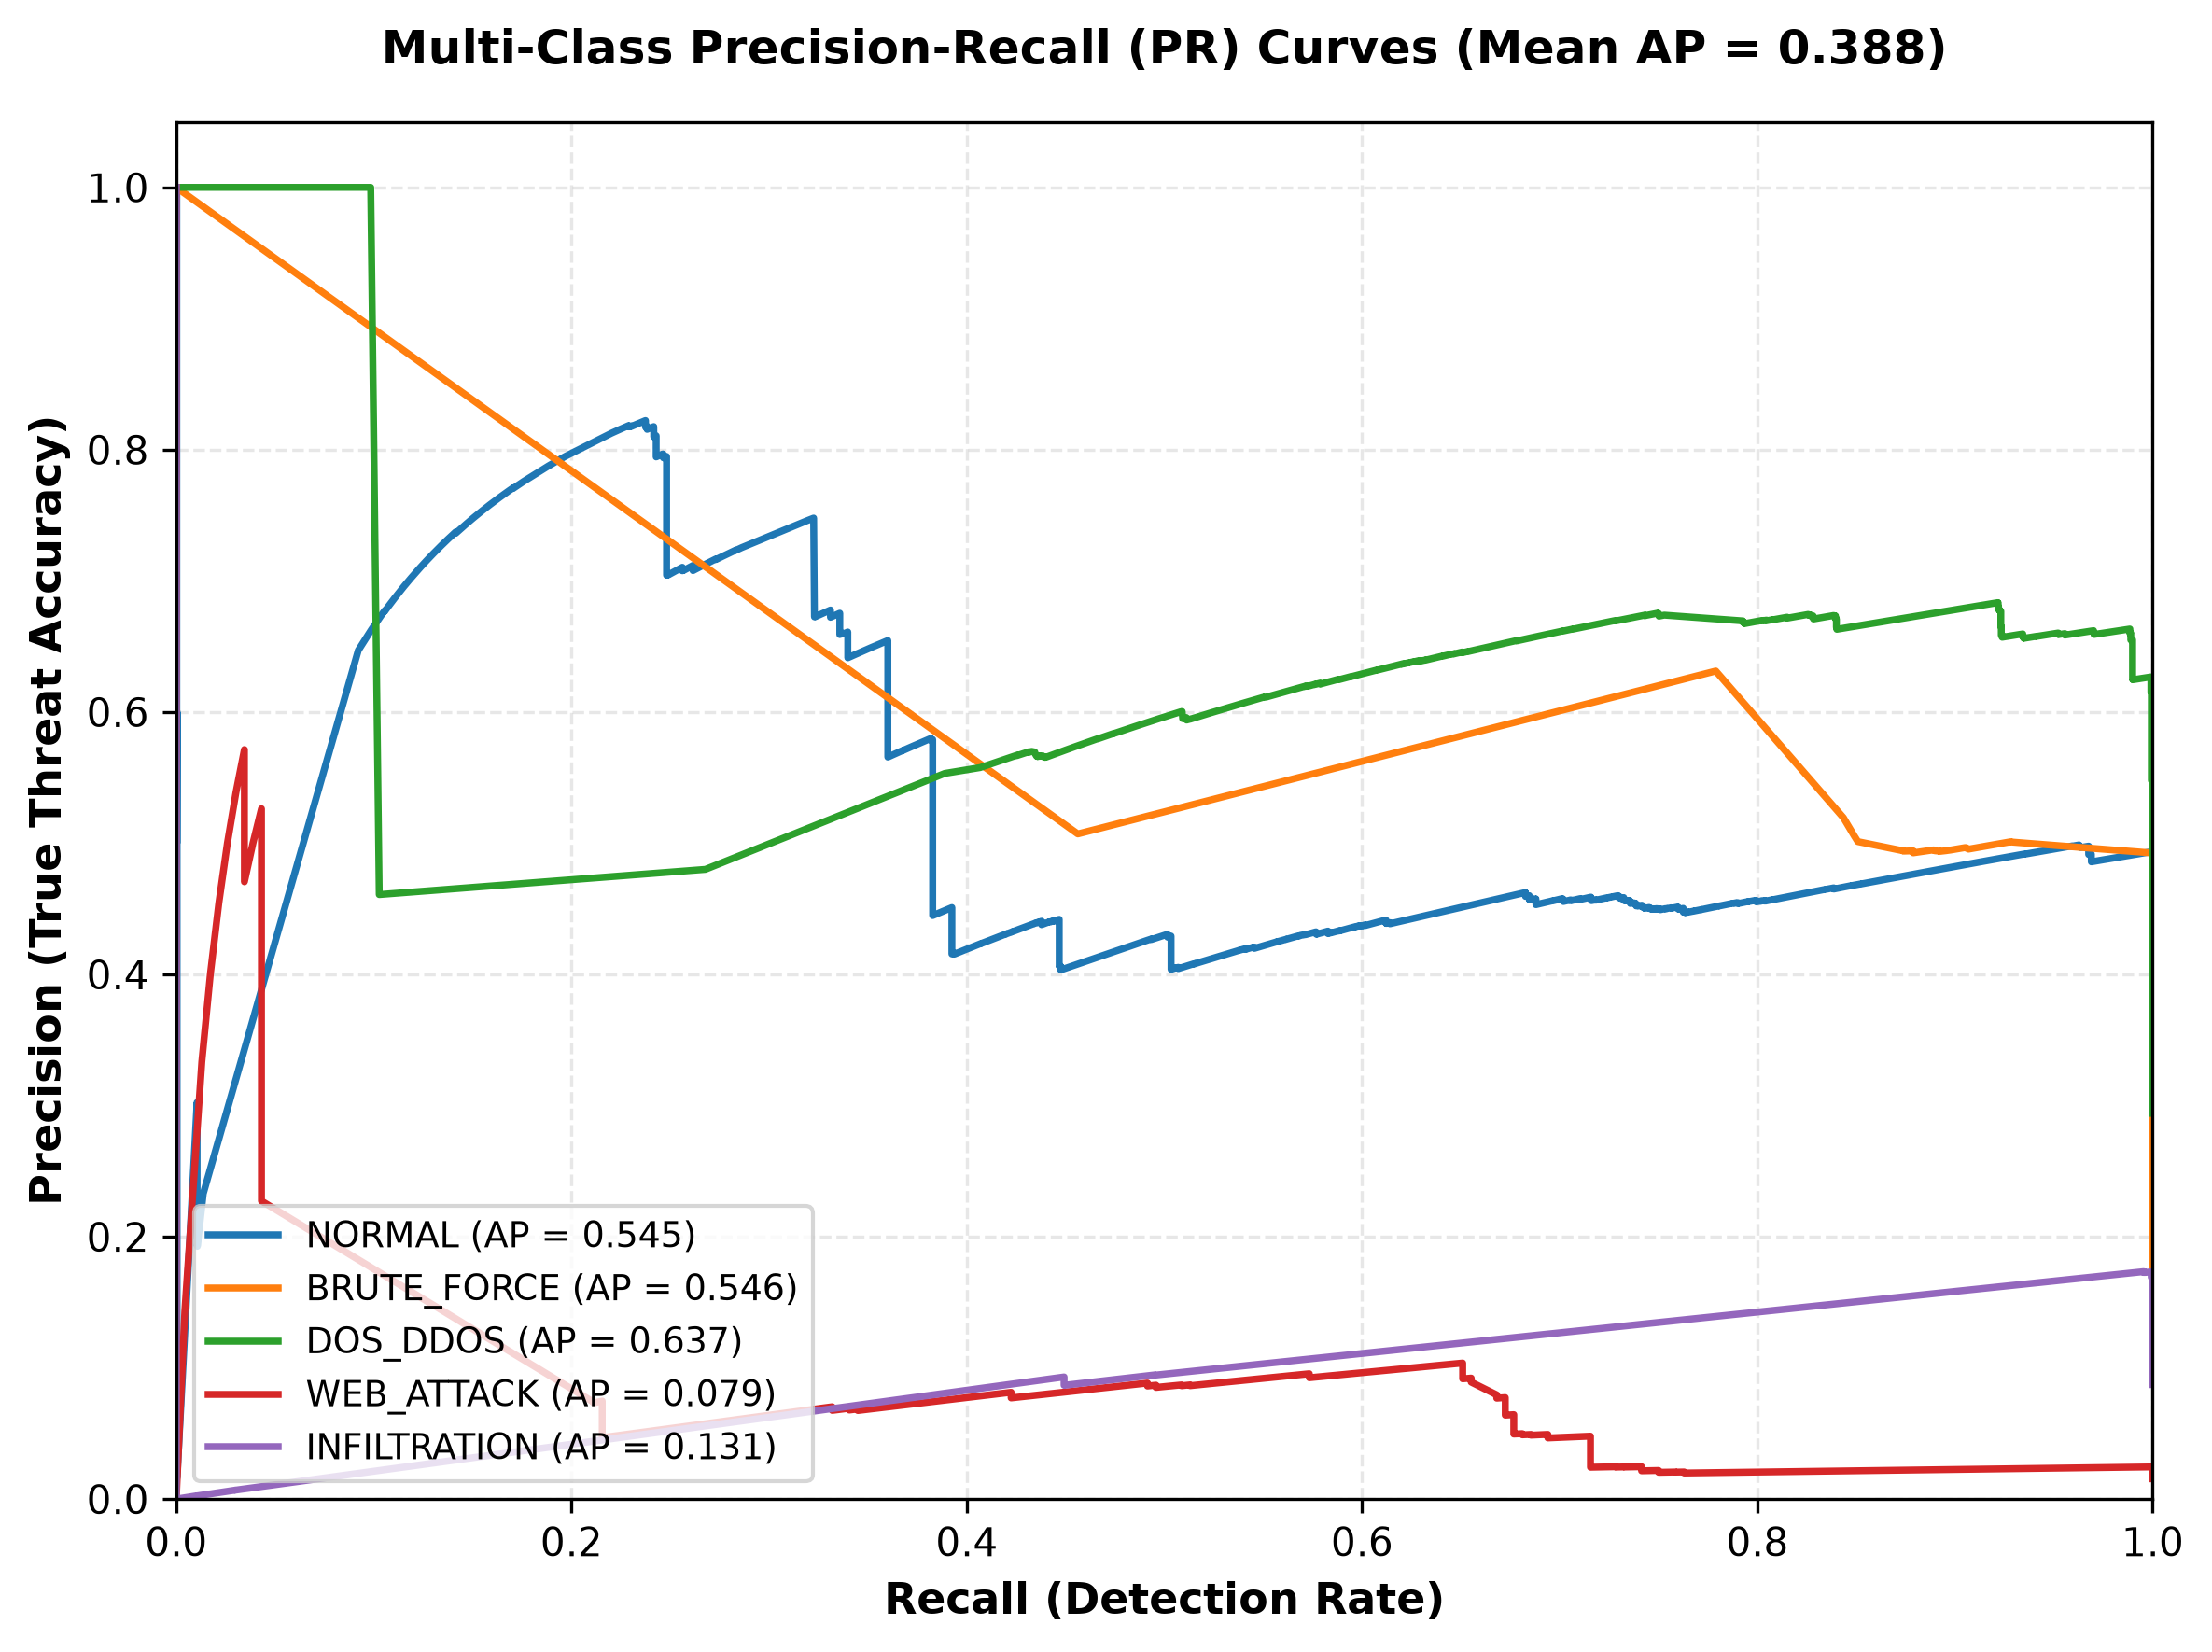 Multi-Class Precision-Recall (PR) Curves (Mean AP = 0.388)
Precision (True Threat Accuracy)
1.0
0.8
0.6
0.4
0.2
0.0
NORMAL (AP = 0.545)
BRUTE_FORCE (AP = 0.546)
DOS_DDOS (AP = 0.637)
WEB_ATTACK (AP = 0.079)
INFILTRATION (AP = 0.131)
0.0 0.2 0.4 0.6 0.8 1.0
Recall (Detection Rate)